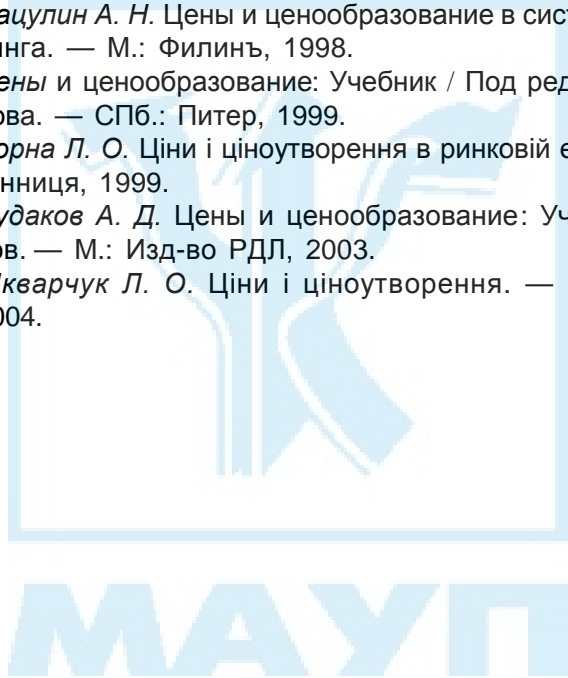 ацулин А. Н. Цены и ценообразование в сист
нга. — М.: Филинъ, 1998.
ены и ценообразование: Учебник / Под ред
ова. — СПб.: Питер, 1999.
орна Л. О. Ціни і ціноутворення в ринковій е
нниця, 1999.
удаков А. Д. Цены и ценообразование: Уч
ов. — М.: Изд-во РДЛ, 2003.
кварчук Л. О. Ціни і ціноутворення. —
004.
МАУП